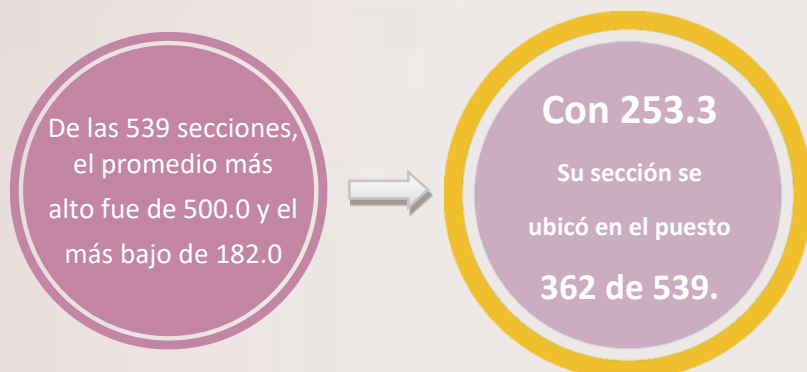 De las 539 secciones,
el promedio más
alto fue de 500.0 y el
más bajo de 182.0
Con 253.3
Su sección se
ubicó en el puesto
362 de 539.